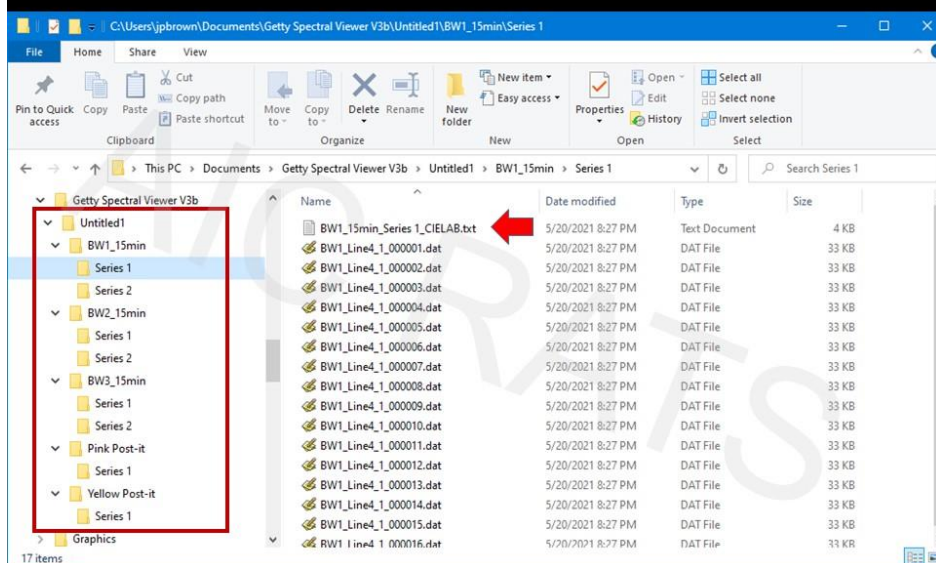 C:\Users\jpbrown\Documents\Getty Spectral Viewer V3b\Untitled1\BW1_15min\Series 1
File Home Share View
Pin to Quick access
Copy
Paste
Cut
Copy path
Paste shortcut
Move to
Copy to
Delete
Rename
New folder
New item
Easy access
Properties
Open
Edit
History
Select all
Select none
Invert selection
Clipboard Organize New Open Select
This PC > Documents > Getty Spectral Viewer V3b > Untitled1 > BW1_15min > Series 1
Search Series 1
Getty Spectral Viewer V3b
Untitled1
BW1_15min
Series 1
Series 2
BW2_15min
Series 1
Series 2
BW3_15min
Series 1
Series 2
Pink Post-it
Series 1
Yellow Post-it
Series 1
Graphics
Name Date modified Type Size
BW1_15min_Series 1_CIELAB.txt 5/20/2021 8:27 PM Text Document 4 KB
BW1_Line4_1_000001.dat 5/20/2021 8:27 PM DAT File 33 KB
BW1_Line4_1_000002.dat 5/20/2021 8:27 PM DAT File 33 KB
BW1_Line4_1_000003.dat 5/20/2021 8:27 PM DAT File 33 KB
BW1_Line4_1_000004.dat 5/20/2021 8:27 PM DAT File 33 KB
BW1_Line4_1_000005.dat 5/20/2021 8:27 PM DAT File 33 KB
BW1_Line4_1_000006.dat 5/20/2021 8:27 PM DAT File 33 KB
BW1_Line4_1_000007.dat 5/20/2021 8:27 PM DAT File 33 KB
BW1_Line4_1_000008.dat 5/20/2021 8:27 PM DAT File 33 KB
BW1_Line4_1_000009.dat 5/20/2021 8:27 PM DAT File 33 KB
BW1_Line4_1_000010.dat 5/20/2021 8:27 PM DAT File 33 KB
BW1_Line4_1_000011.dat 5/20/2021 8:27 PM DAT File 33 KB
BW1_Line4_1_000012.dat 5/20/2021 8:27 PM DAT File 33 KB
BW1_Line4_1_000013.dat 5/20/2021 8:27 PM DAT File 33 KB
BW1_Line4_1_000014.dat 5/20/2021 8:27 PM DAT File 33 KB
BW1_Line4_1_000015.dat 5/20/2021 8:27 PM DAT File 33 KB
BW1_Line4_1_000016.dat 5/20/2021 8:27 PM DAT File 33 KB
17 items
AIC RATS